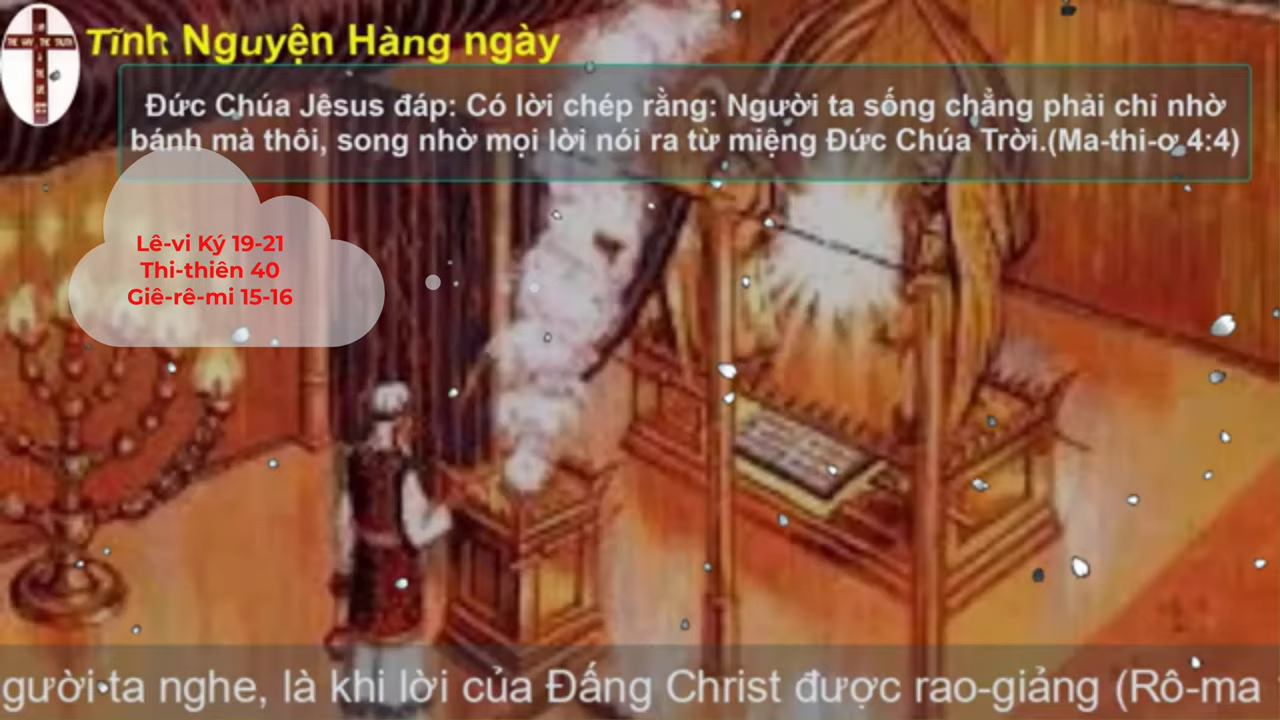 Tĩnh Nguyện Hàng ngày
Đức Chúa Jêsus đáp: Có lời chép rằng: Người ta sống chẳng phải chỉ nhờ
bánh mà thôi, song nhờ mọi lời nói ra từ miệng Đức Chúa Trời.(Ma-thi-ơ 4:4)
Lê-vi Ký 19-21
Thi-thiên 40
Giê-rê-mi 15-16
gười ta nghe, là khi lời của Đấng Christ được rao-giảng (Rô-ma